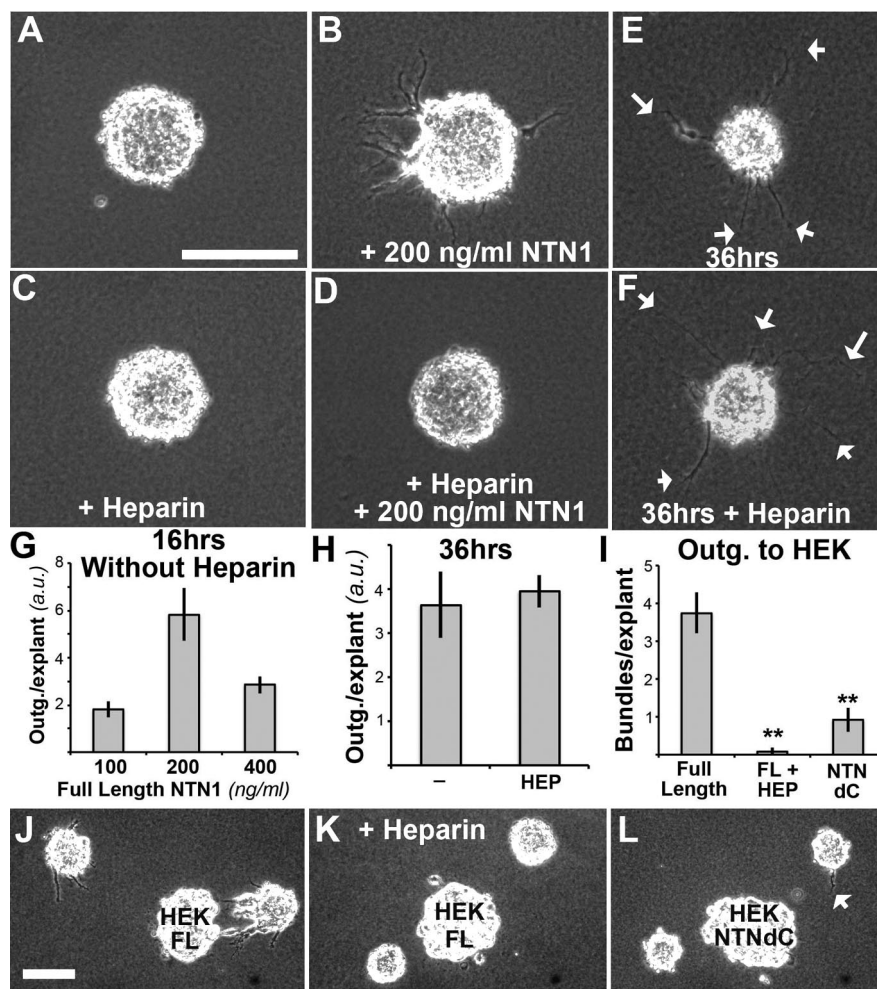 A
B
+ 200 ng/ml NTN1
E
36hrs
C
+ Heparin
D
+ Heparin
+ 200 ng/ml NTN1
F
36hrs + Heparin
G
16hrs
Without Heparin
Outg./explant (a.u.)
8
6
4
2
100 200 400
Full Length NTN1 (ng/ml)
H
36hrs
Outg./explant (a.u.)
4
3
2
1
– HEP
I
Outg. to HEK
Bundles/explant
5
4
3
2
1
**
**
Full
Length
FL +
HEP
NTN
dC
J
HEK
FL
K
+ Heparin
HEK
FL
L
HEK
NTNdC